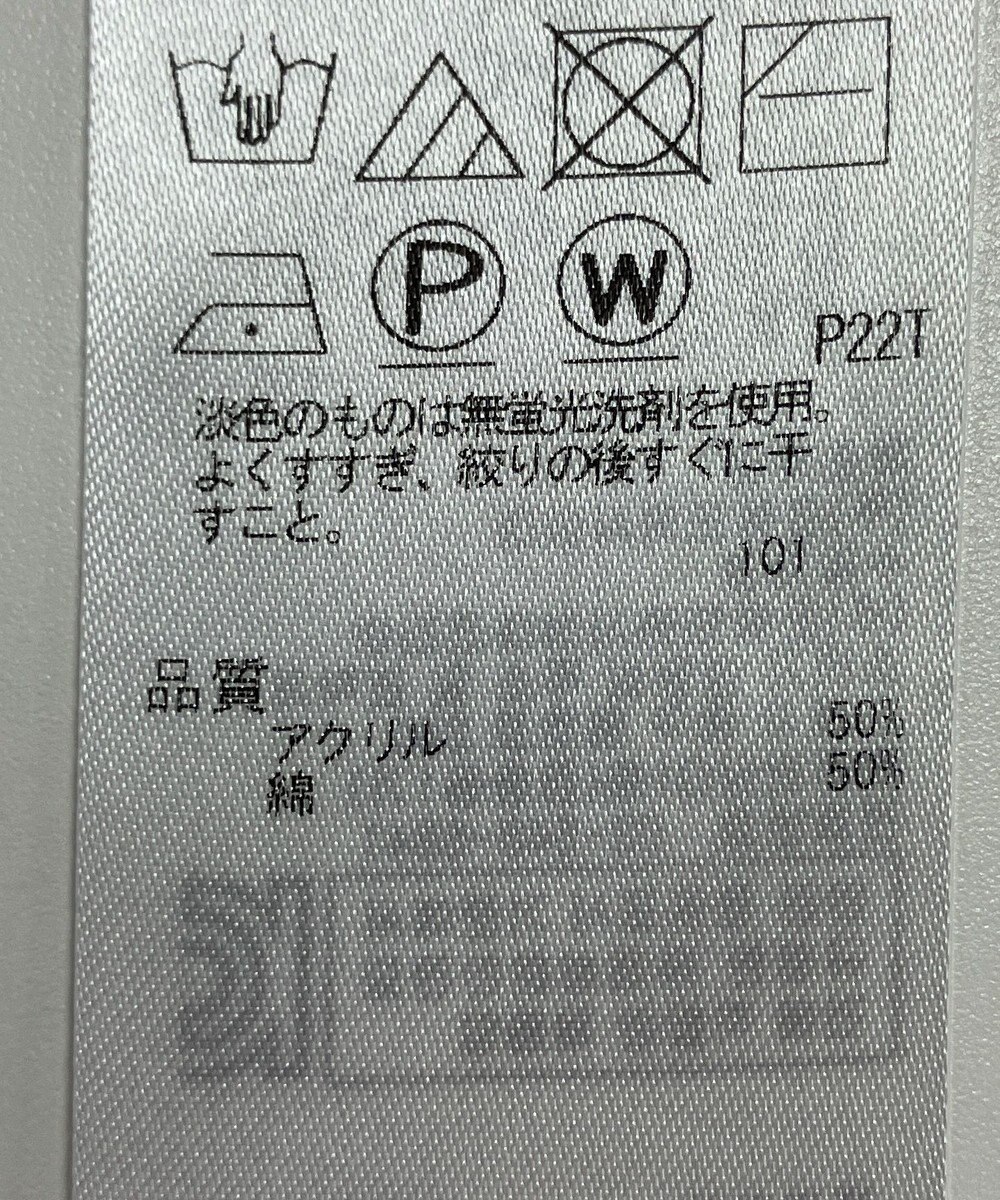 P W
P22T
淡色のものは無蛍光洗剤を使用。
よくすすぎ、絞りの後すぐに干
すこと。
101
品質
アクリル 50%
綿 50%